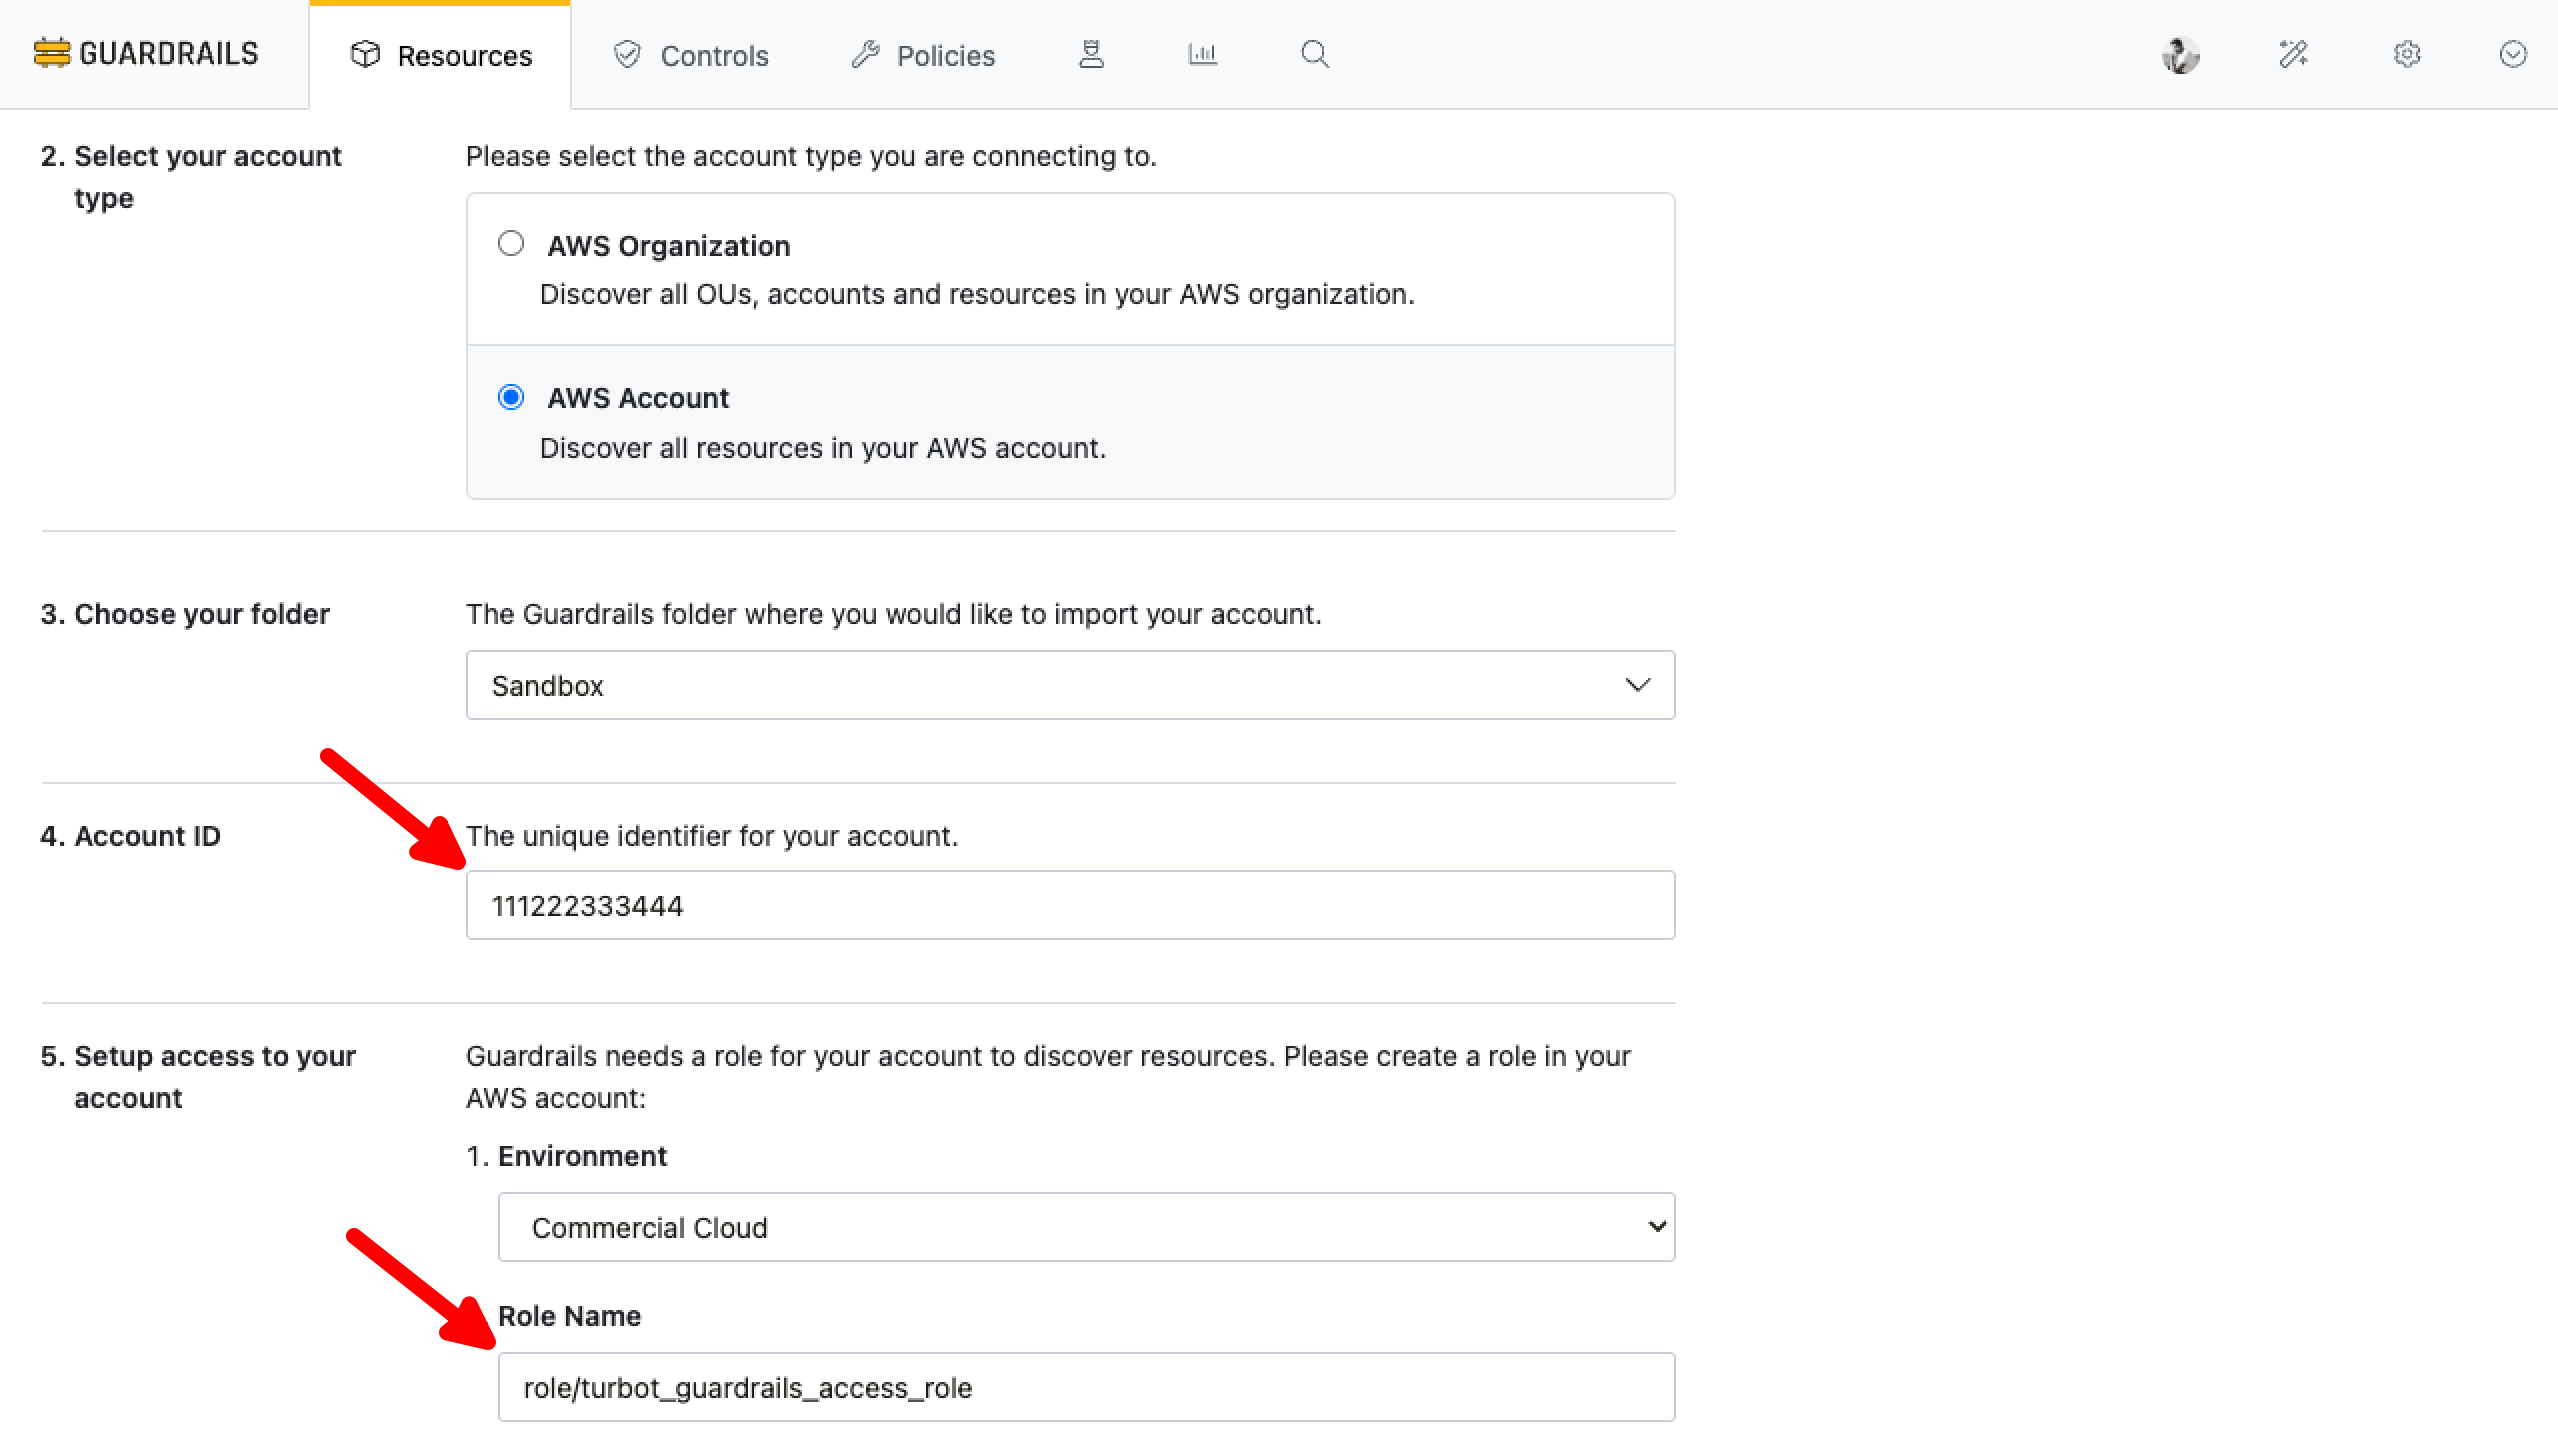 GUARDRAILS
Resources
Controls
Policies
2. Select your account
type
Please select the account type you are connecting to.
AWS Organization
Discover all OUs, accounts and resources in your AWS organization.
AWS Account
Discover all resources in your AWS account.
3. Choose your folder
The Guardrails folder where you would like to import your account.
Sandbox
4. Account ID
The unique identifier for your account.
111222333444
5. Setup access to your
account
Guardrails needs a role for your account to discover resources. Please create a role in your
AWS account:
1. Environment
Commercial Cloud
Role Name
role/turbot_guardrails_access_role